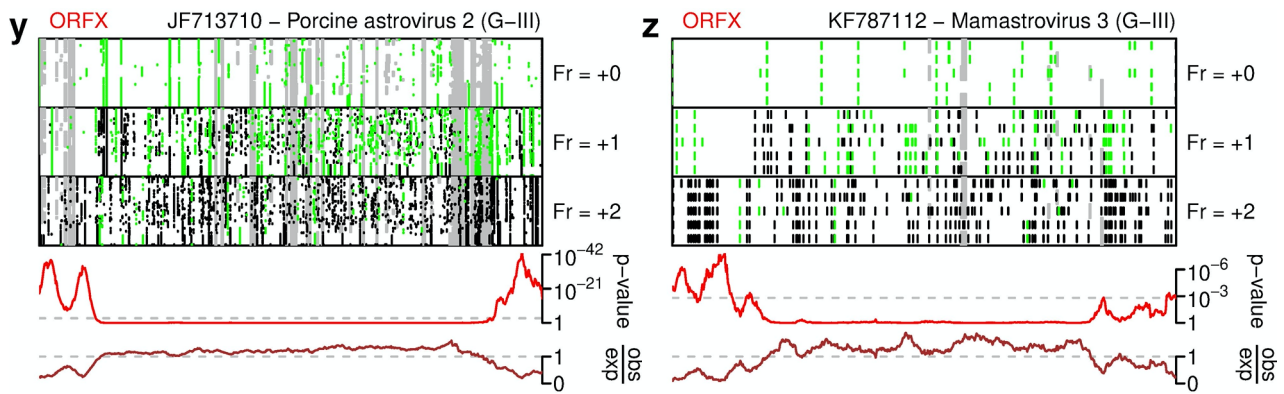 y ORFX JF713710 – Porcine astrovirus 2 (G–III)
Fr = +0
Fr = +1
Fr = +2
10−42
10−21
1
p-value
1
0
obs
exp
z ORFX KF787112 – Mamastrovirus 3 (G–III)
Fr = +0
Fr = +1
Fr = +2
10−6
10−3
1
p-value
1
0
obs
exp